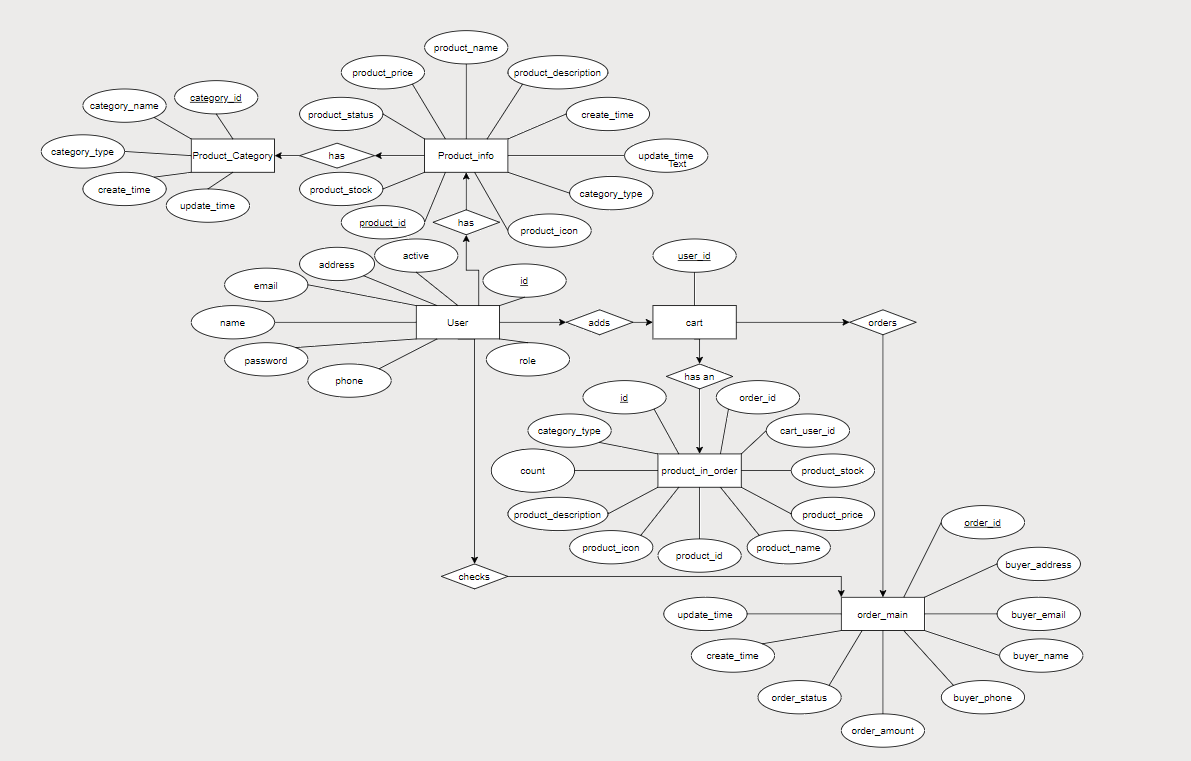 product_name
product_price
product_description
category_id
category_name
product_status
create_time
category_type
Product_Category
has
Product_info
update_time
Text
create_time
product_stock
category_type
update_time
product_id
has
product_icon
active
address
user_id
email
id
name
User
adds
cart
orders
password
role
phone
has an
id
order_id
category_type
cart_user_id
count
product_in_order
product_stock
product_description
product_price
product_icon
product_id
product_name
order_id
buyer_address
checks
update_time
order_main
buyer_email
create_time
buyer_name
order_status
buyer_phone
order_amount